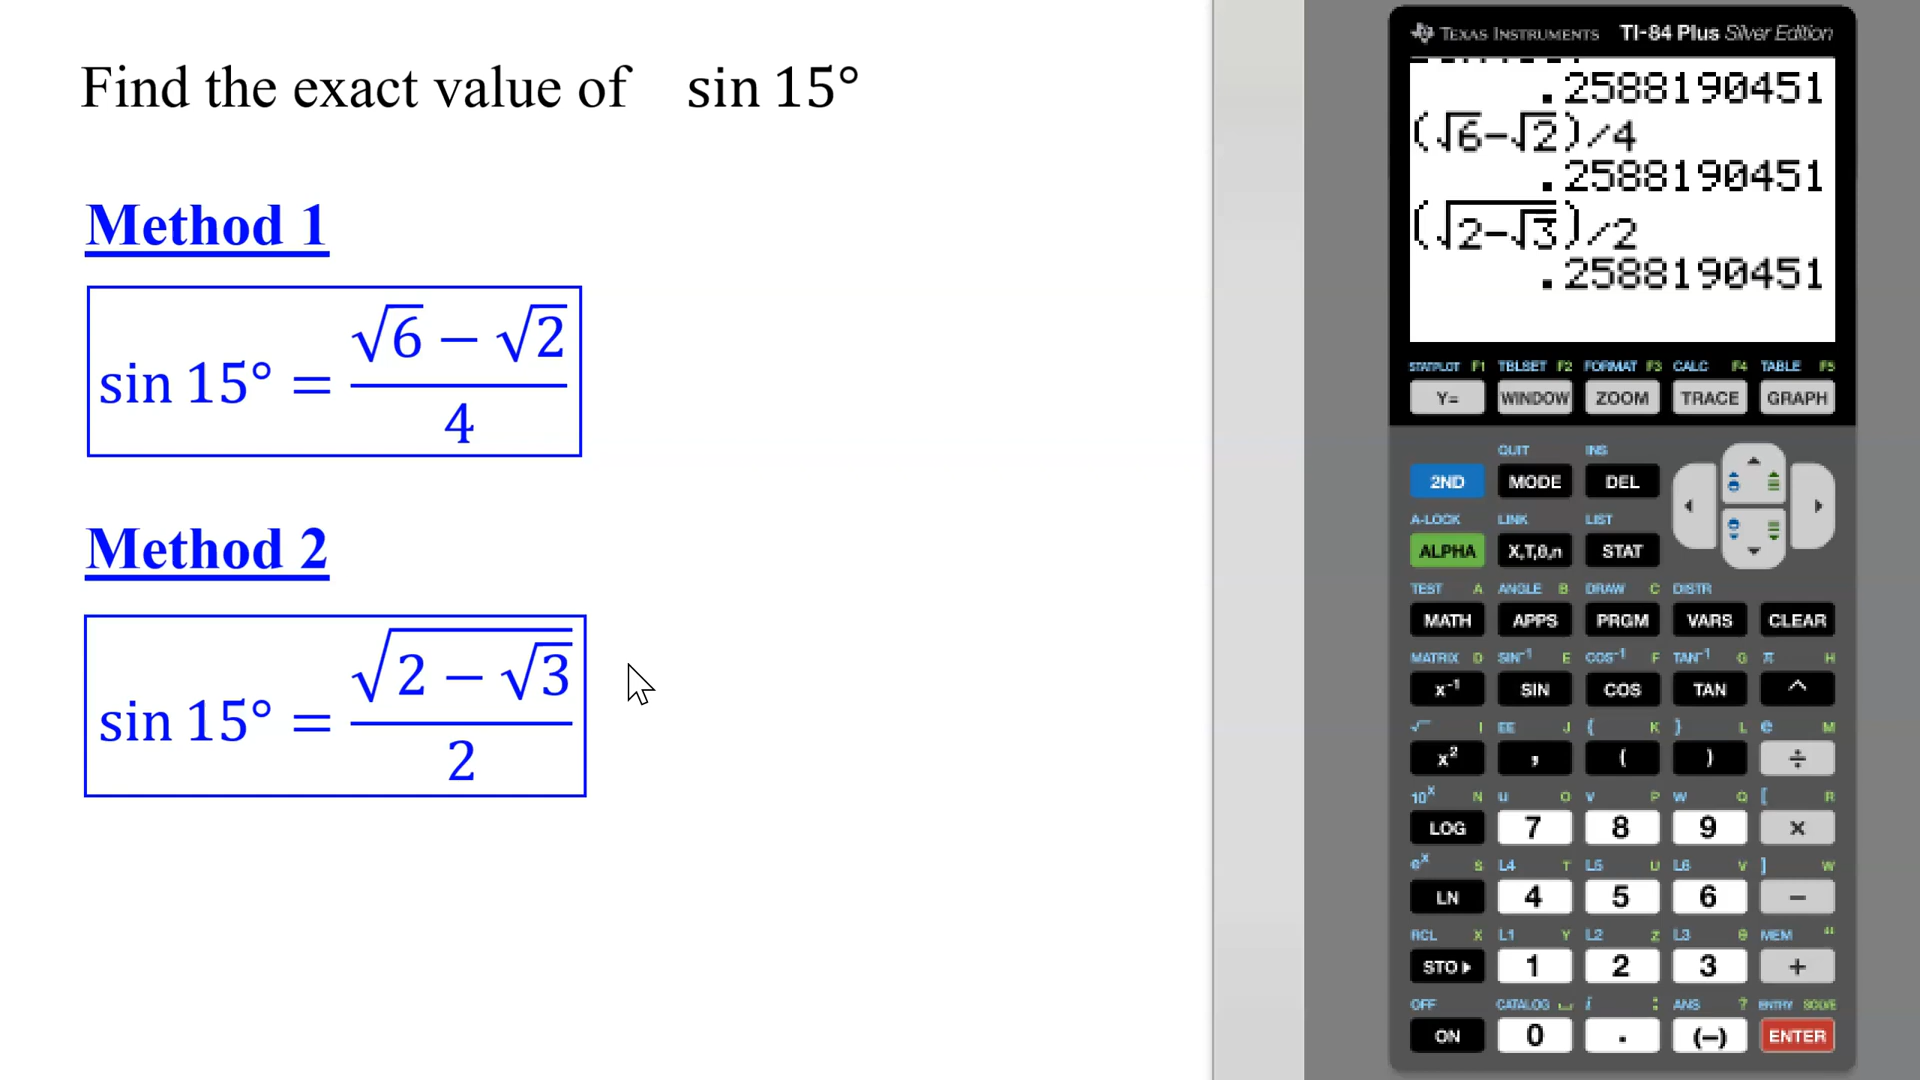 Find the exact value of sin 15°
Method 1
sin 15° = (√6 − √2)/4
Method 2
sin 15° = √(2 − √3)/2
TEXAS INSTRUMENTS TI-84 Plus Silver Edition
.2588190451
(√6-√2)/4
.2588190451
(√2-√3)/2
.2588190451
STATPLOT F1 TBLSET F2 FORMAT F3 CALC F4 TABLE F5
Y= WINDOW ZOOM TRACE GRAPH
QUIT INS
2ND MODE DEL
A-LOCK LINK LIST
ALPHA X,T,θ,n STAT
TEST A ANGLE B DRAW C DISTR
MATH APPS PRGM VARS CLEAR
MATRIX D SIN⁻¹ E COS⁻¹ F TAN⁻¹ G π H
x⁻¹ SIN COS TAN ^
√ I EE J { K } L e M
x² , ( ) ÷
10ˣ N u O v P w Q [ R
LOG 7 8 9 ×
eˣ S L4 T L5 U L6 V ] W
LN 4 5 6 −
RCL X L1 Y L2 Z L3 θ MEM "
STO▶ 1 2 3 +
OFF CATALOG ⎵ i : ANS ? ENTRY SOLVE
ON 0 . (−) ENTER